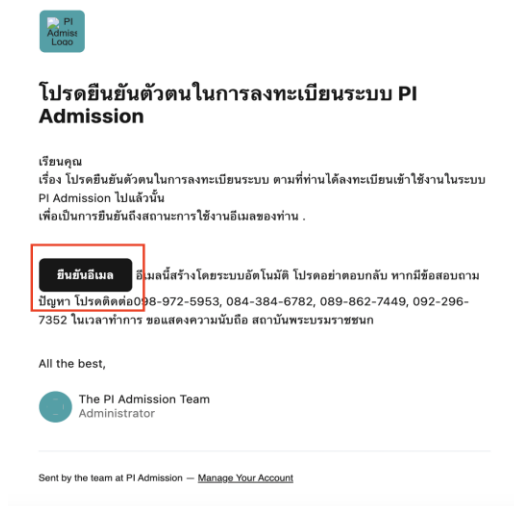 PI
Admiss
Logo
โปรดยืนยันตัวตนในการลงทะเบียนระบบ PI
Admission
เรียนคุณ
เรื่อง โปรดยืนยันตัวตนในการลงทะเบียนระบบ ตามที่ท่านได้ลงทะเบียนเข้าใช้งานในระบบ
PI Admission ไปแล้วนั้น
เพื่อเป็นการยืนยันถึงสถานะการใช้งานอีเมลของท่าน .
ยืนยันอีเมล อีเมลนี้สร้างโดยระบบอัตโนมัติ โปรดอย่าตอบกลับ หากมีข้อสอบถาม
ปัญหา โปรดติดต่อ098-972-5953, 084-384-6782, 089-862-7449, 092-296-
7352 ในเวลาทำการ ขอแสดงความนับถือ สถาบันพระบรมราชชนก
All the best,
The PI Admission Team
Administrator
Sent by the team at PI Admission — Manage Your Account